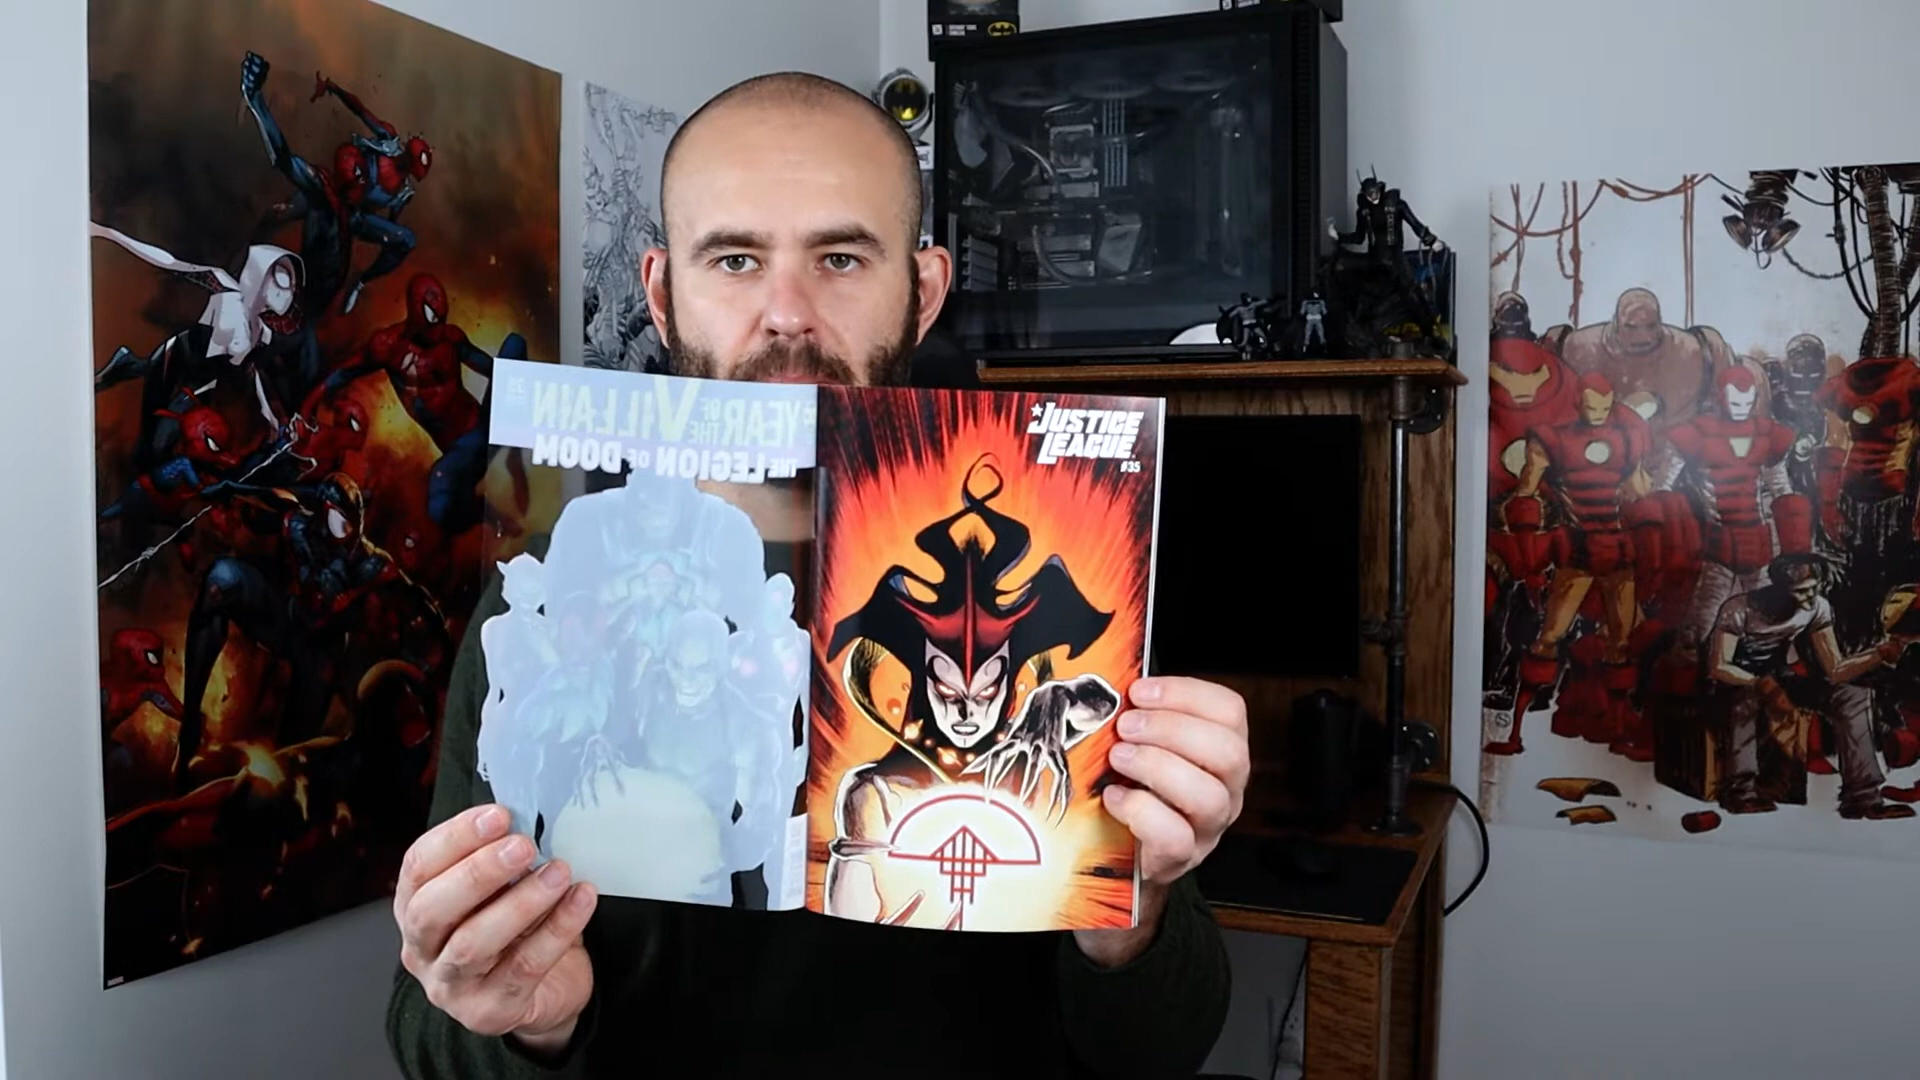 YEAR OF THE VILLAIN
THE LEGION OF DOOM
JUSTICE
LEAGUE
#35